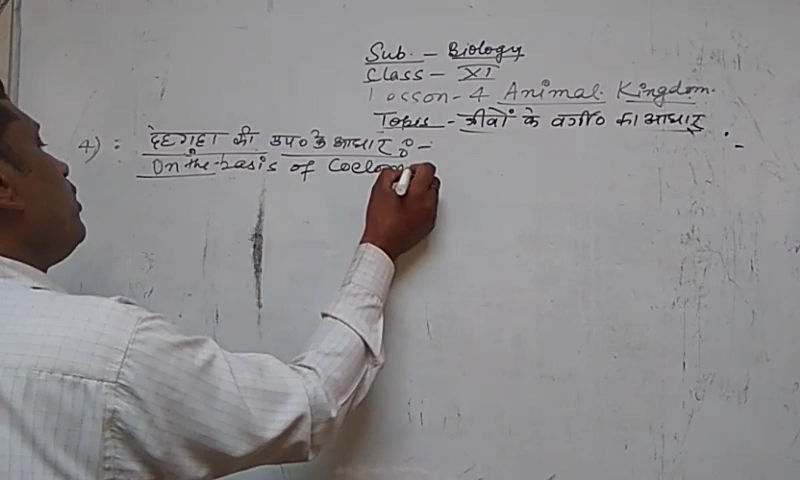 Sub. - Biology
Class - XI
Losson-4 Animal Kingdom.
Topic - जीवों के वर्गी० का आधार .-
4) : देहगुहा की उप० के आधार :-
On the basis of Coelom